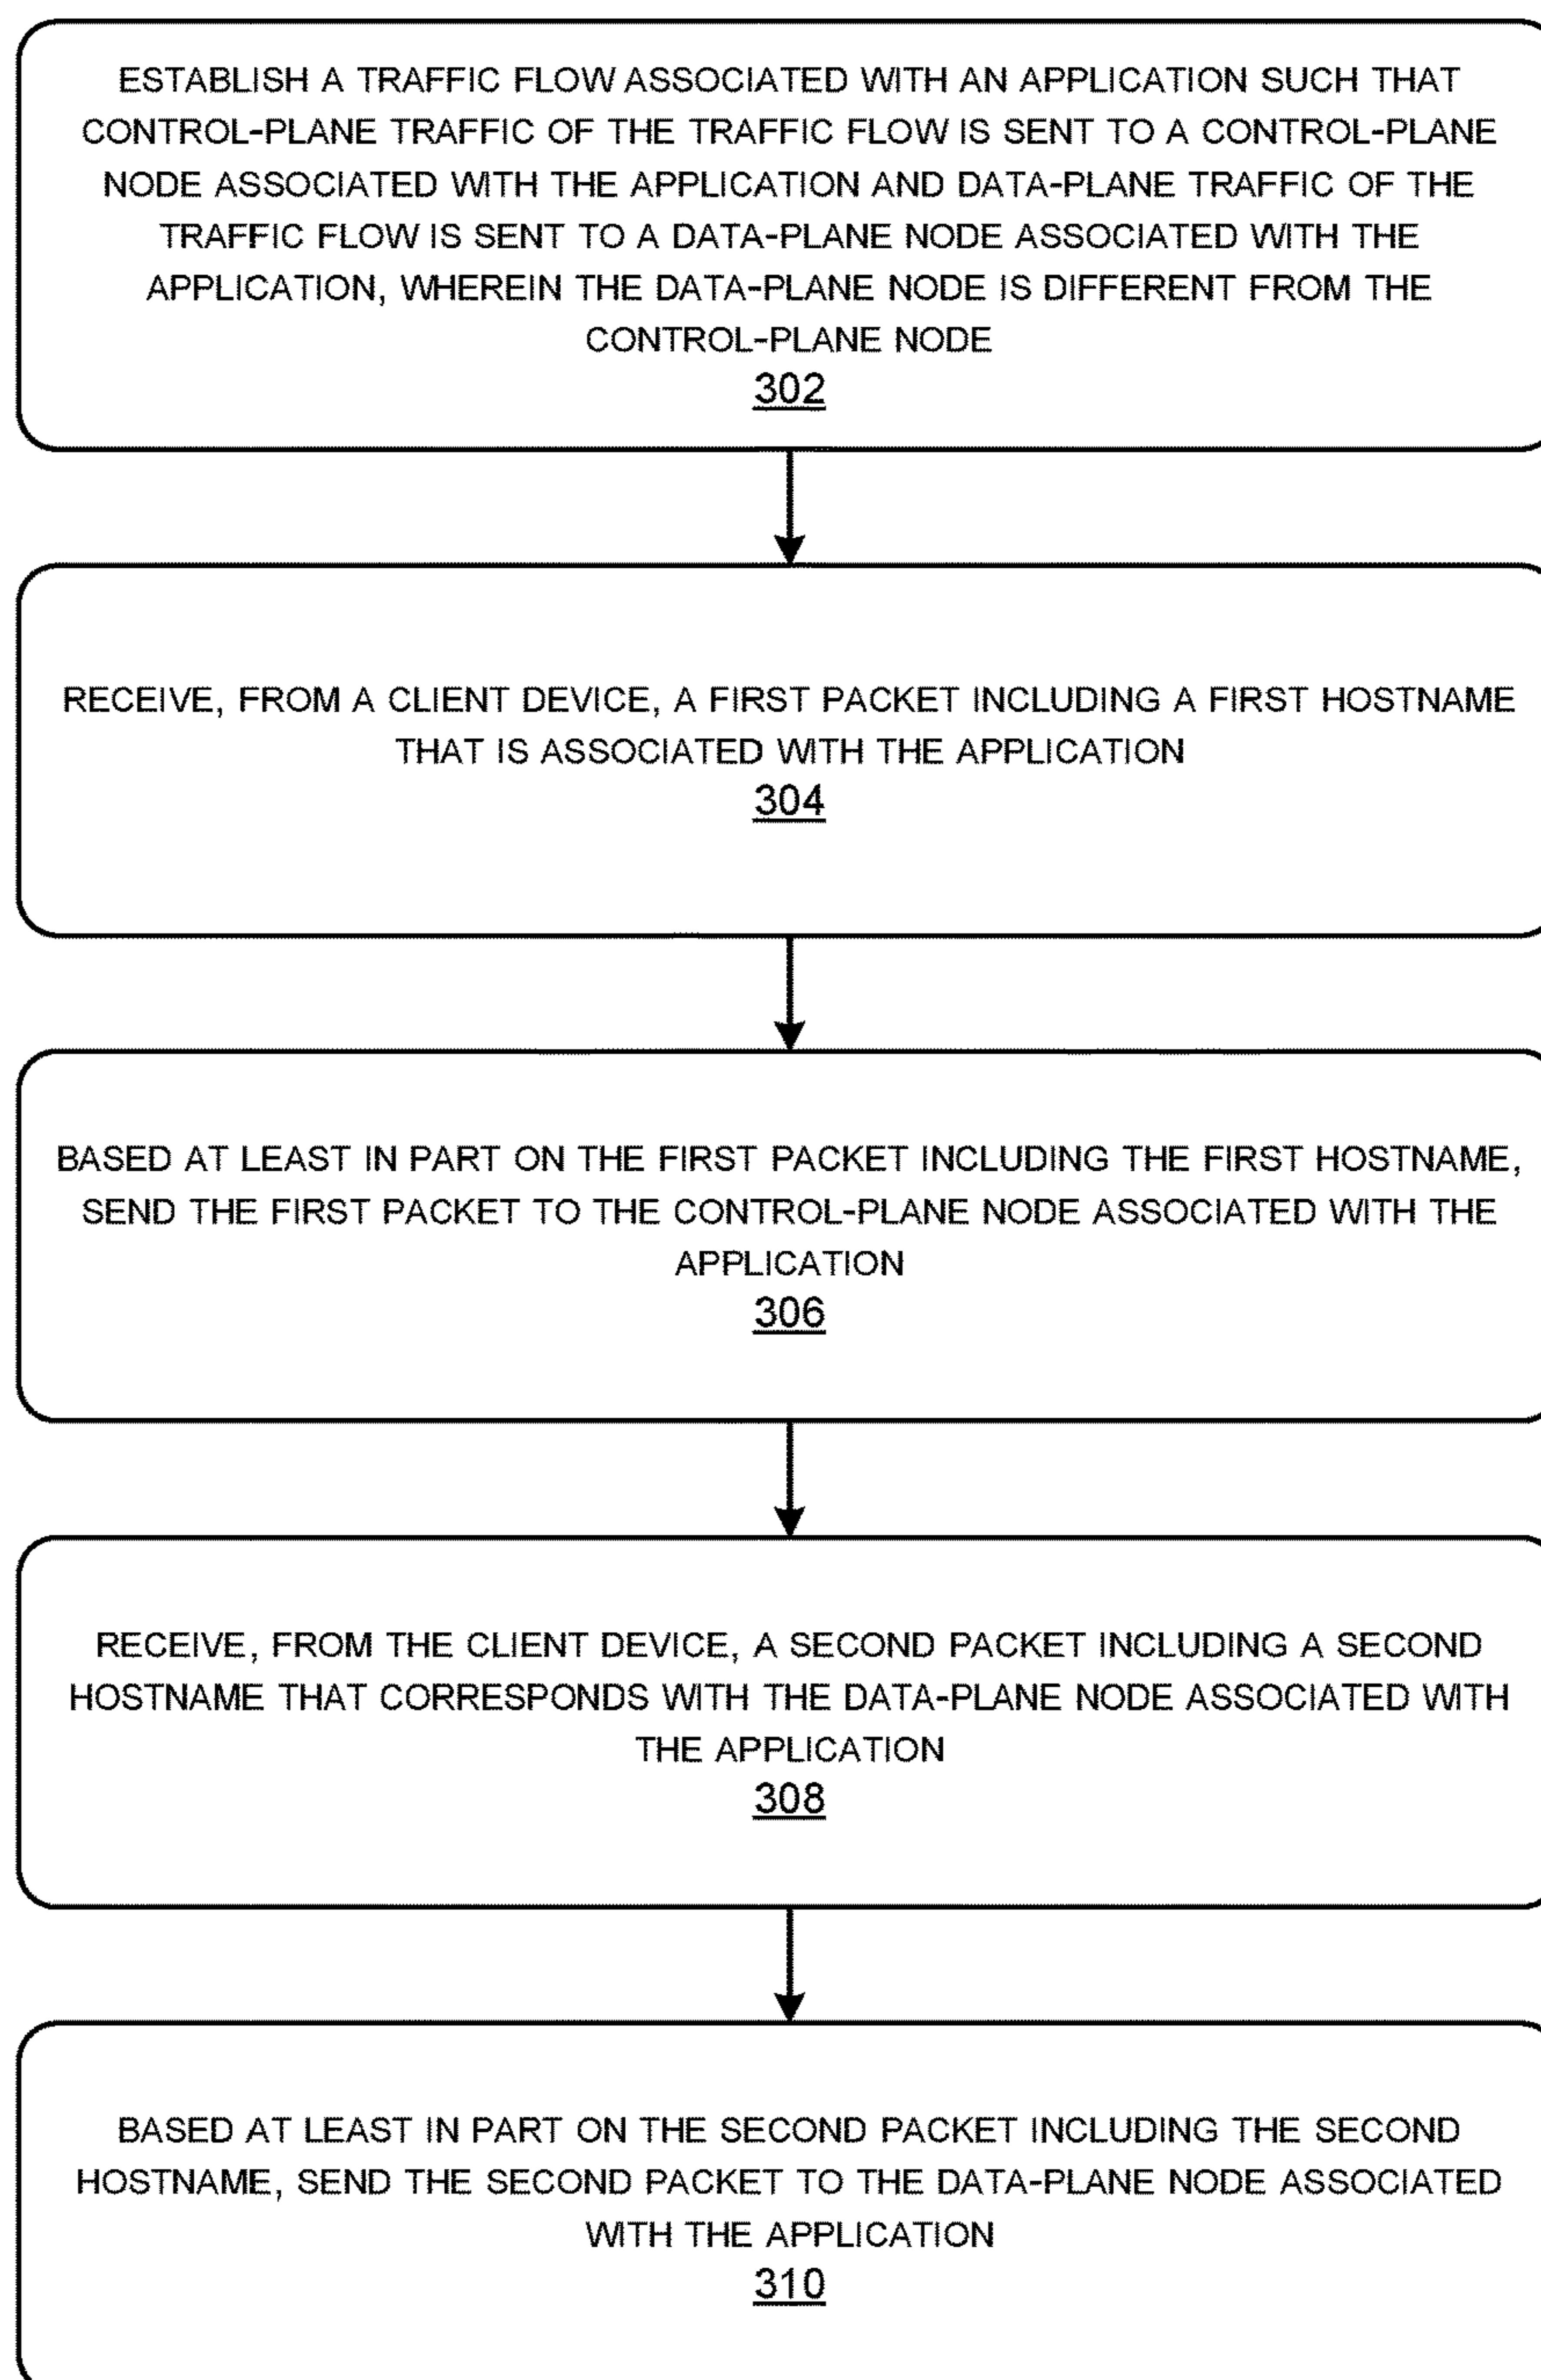 ESTABLISH A TRAFFIC FLOW ASSOCIATED WITH AN APPLICATION SUCH THAT
CONTROL-PLANE TRAFFIC OF THE TRAFFIC FLOW IS SENT TO A CONTROL-PLANE
NODE ASSOCIATED WITH THE APPLICATION AND DATA-PLANE TRAFFIC OF THE
TRAFFIC FLOW IS SENT TO A DATA-PLANE NODE ASSOCIATED WITH THE
APPLICATION, WHEREIN THE DATA-PLANE NODE IS DIFFERENT FROM THE
CONTROL-PLANE NODE
302
RECEIVE, FROM A CLIENT DEVICE, A FIRST PACKET INCLUDING A FIRST HOSTNAME
THAT IS ASSOCIATED WITH THE APPLICATION
304
BASED AT LEAST IN PART ON THE FIRST PACKET INCLUDING THE FIRST HOSTNAME,
SEND THE FIRST PACKET TO THE CONTROL-PLANE NODE ASSOCIATED WITH THE
APPLICATION
306
RECEIVE, FROM THE CLIENT DEVICE, A SECOND PACKET INCLUDING A SECOND
HOSTNAME THAT CORRESPONDS WITH THE DATA-PLANE NODE ASSOCIATED WITH
THE APPLICATION
308
BASED AT LEAST IN PART ON THE SECOND PACKET INCLUDING THE SECOND
HOSTNAME, SEND THE SECOND PACKET TO THE DATA-PLANE NODE ASSOCIATED
WITH THE APPLICATION
310